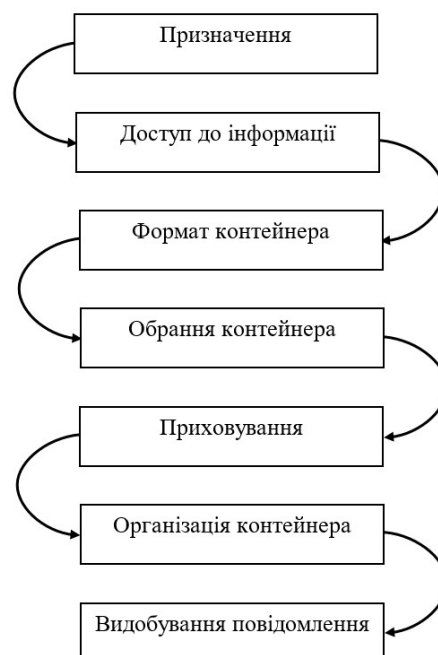 Призначення
Доступ до інформації
Формат контейнера
Обрання контейнера
Приховування
Організація контейнера
Видобування повідомлення